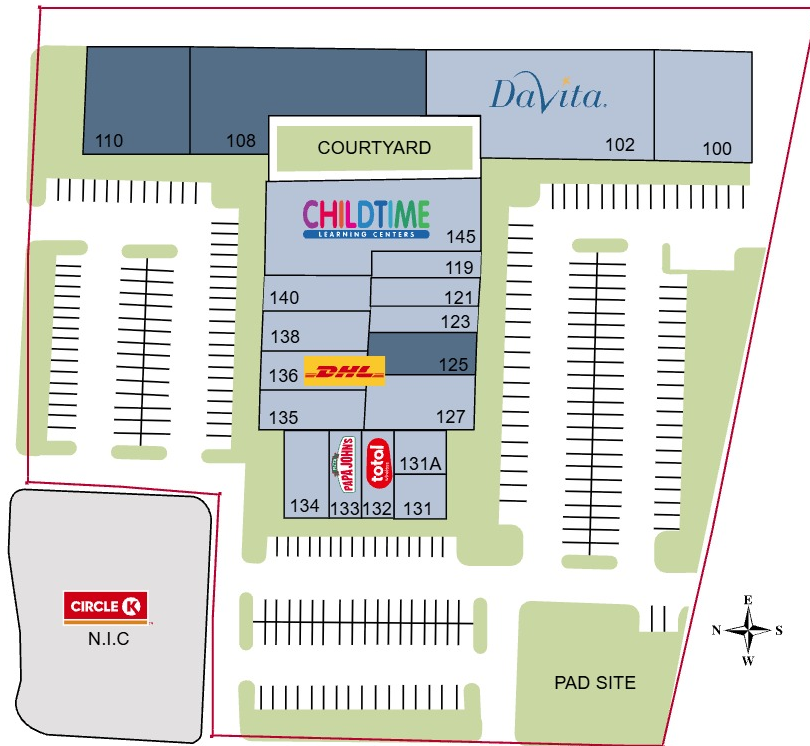 DaVita.
110
108
102
100
COURTYARD
CHILDTIME
LEARNING CENTERS
145
119
140
121
123
138
125
136
DHL
135
127
PAPA JOHN'S
total
131A
134
133
132
131
CIRCLE K
N.I.C
E
N
S
W
PAD SITE